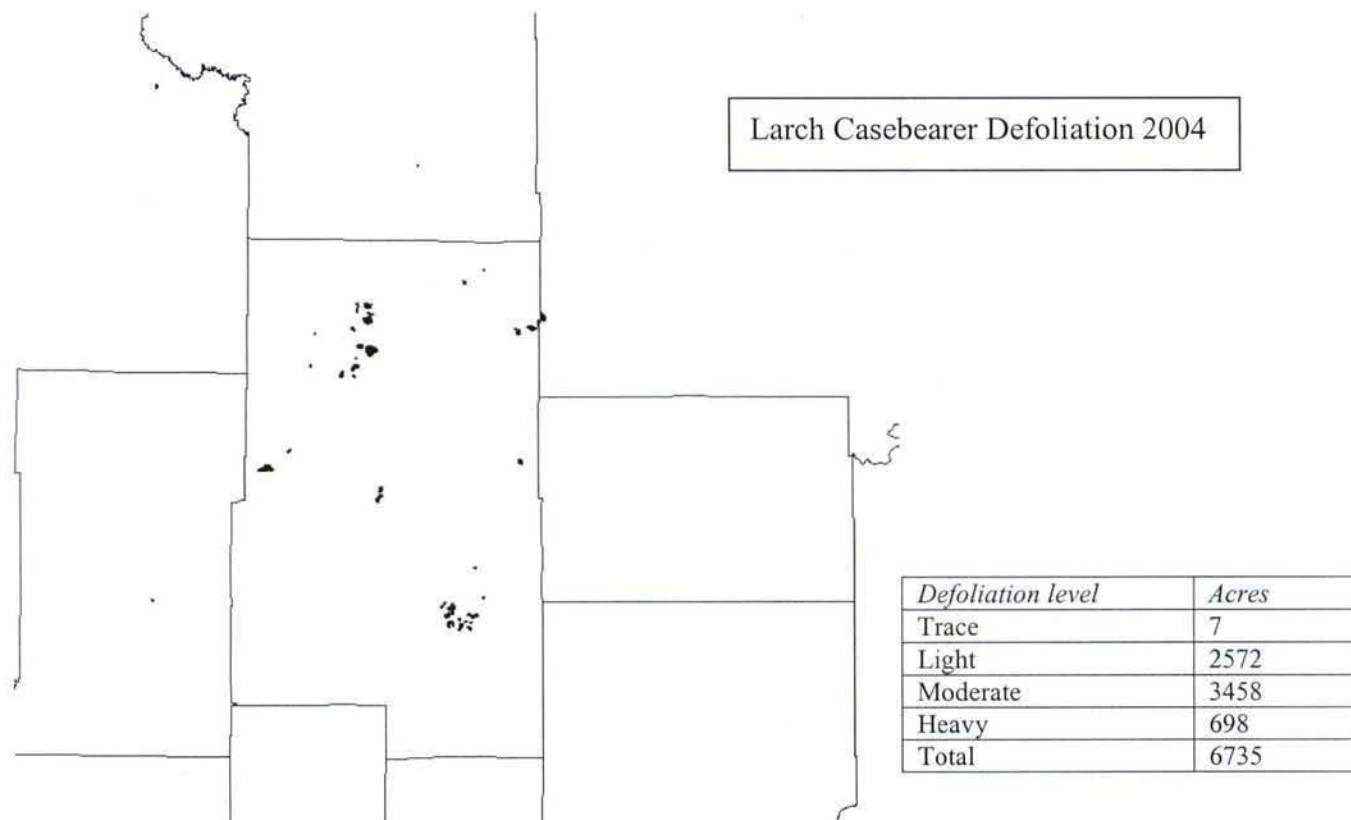 Larch Casebearer Defoliation 2004
Defoliation level Acres
Trace 7
Light 2572
Moderate 3458
Heavy 698
Total 6735